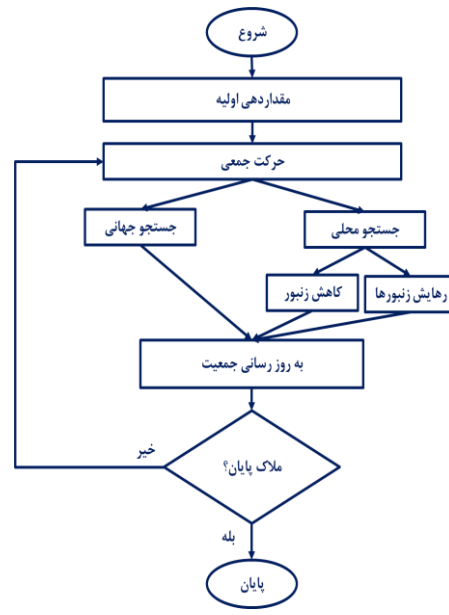 شروع
مقداردهی اولیه
حرکت جمعی
جستجو محلی
جستجو جهانی
رهایش زنبورها
کاهش زنبور
به روز رسانی جمعیت
ملاک پایان؟
خیر
بله
پایان